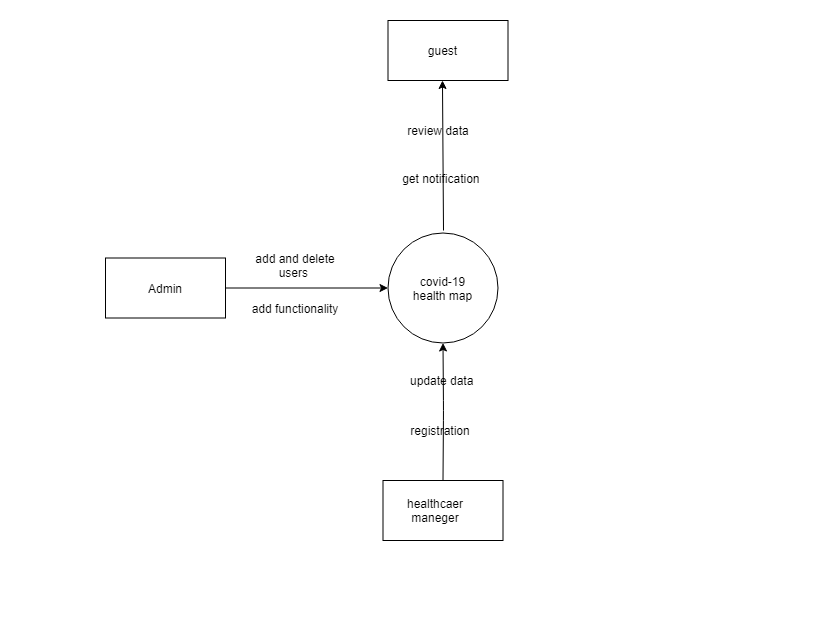 guest
review data
get notification
add and delete
users
Admin
covid-19
health map
add functionality
update data
registration
healthcaer
maneger